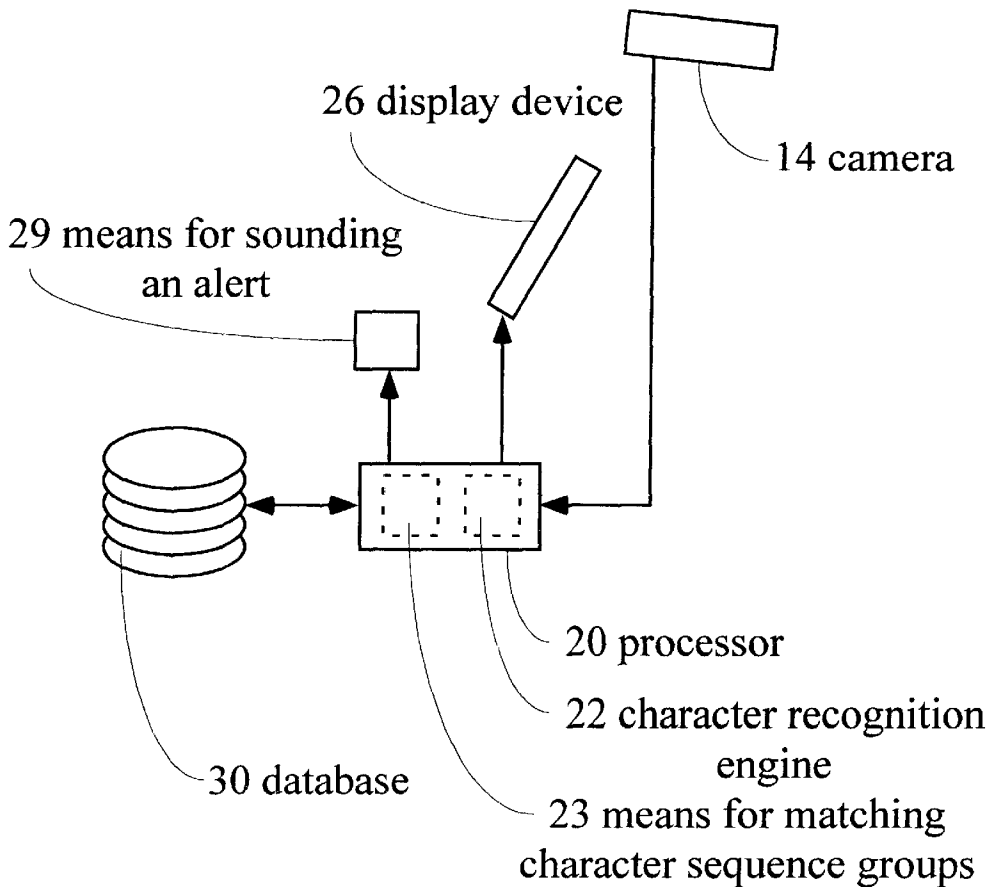 26 display device
14 camera
29 means for sounding
an alert
20 processor
22 character recognition
engine
30 database
23 means for matching
character sequence groups